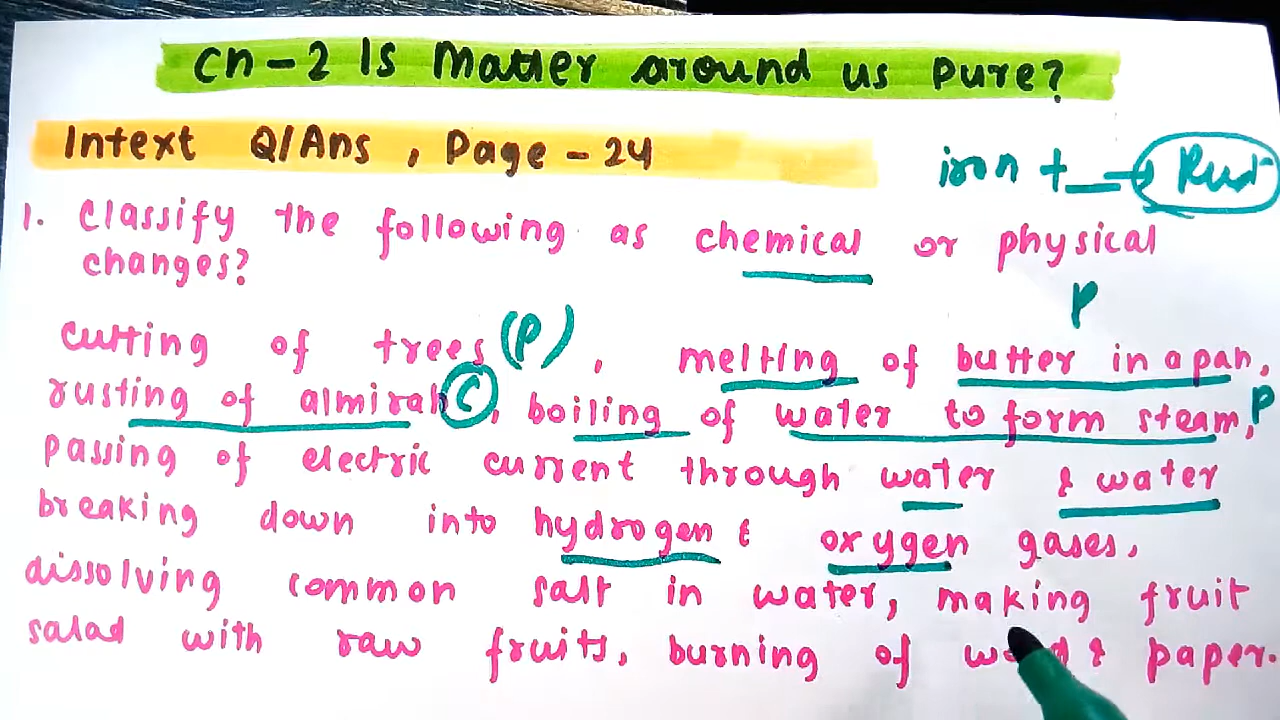 Ch-2 Is Matter around us Pure?
Intext Q/Ans, Page-24
iron + __ → Rust
1. Classify the following as chemical or physical
changes?
P
cutting of trees (P), melting of butter in a pan,
rusting of almirah C, boiling of water to form steam, P
passing of electric current through water & water
breaking down into hydrogen & oxygen gases,
dissolving common salt in water, making fruit
salad with raw fruits, burning of wood & paper.